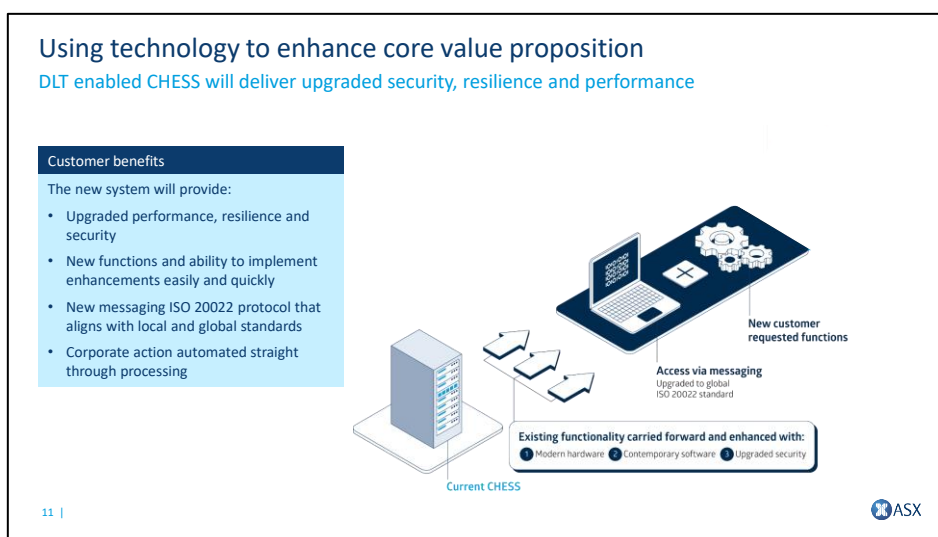 Using technology to enhance core value proposition
DLT enabled CHESS will deliver upgraded security, resilience and performance
Customer benefits
The new system will provide:
• Upgraded performance, resilience and
security
• New functions and ability to implement
enhancements easily and quickly
• New messaging ISO 20022 protocol that
aligns with local and global standards
• Corporate action automated straight
through processing
New customer
requested functions
Access via messaging
Upgraded to global
ISO 20022 standard
Existing functionality carried forward and enhanced with:
1 Modern hardware 2 Contemporary software 3 Upgraded security
Current CHESS
11 |
ASX